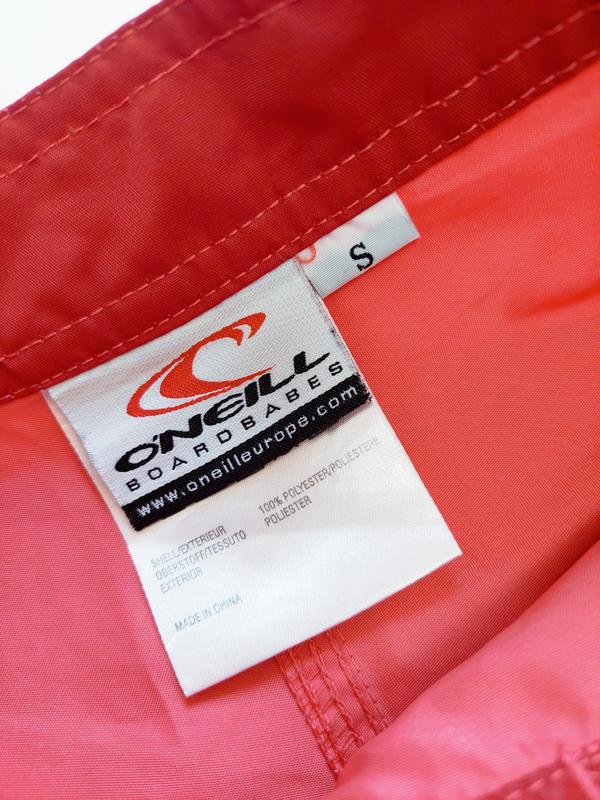 S
O'NEILL
BOARDBABES
www.oneilleurope.com
SHELL/EXTERIEUR
OBERSTOFF/TESSUTO
EXTERIOR
100% POLYESTER/POLIESTERE
POLIESTER
MADE IN CHINA